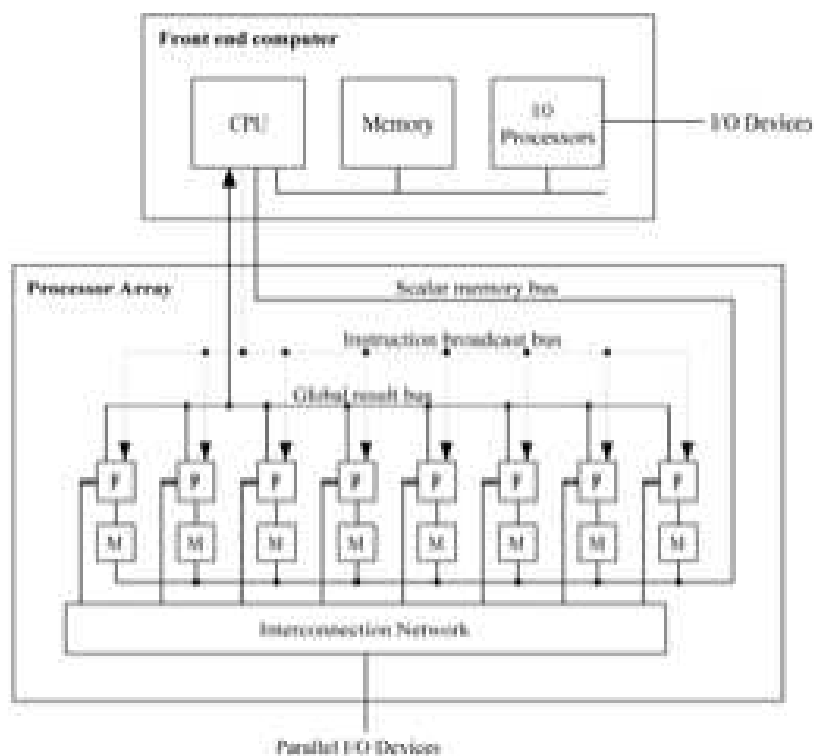 Front end computer
CPU
Memory
I/O
Processors
I/O Devices
Processor Array
Scalar memory bus
Instruction broadcast bus
Global result bus
P P P P P P P P
M M M M M M M M
Interconnection Network
Parallel I/O Devices